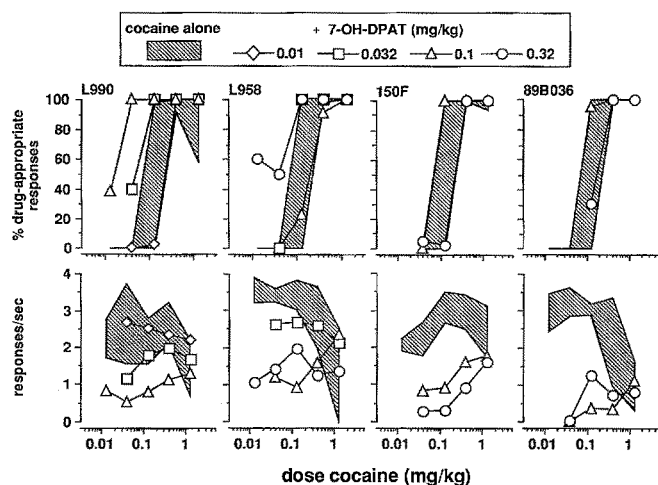 cocaine alone
+ 7-OH-DPAT (mg/kg)
0.01 0.032 0.1 0.32
L990 L958 150F 89B036
% drug-appropriate
responses
100
80
60
40
20
0
responses/sec
4
3
2
1
0
0.01 0.1 1 0.01 0.1 1 0.01 0.1 1 0.01 0.1 1
dose cocaine (mg/kg)